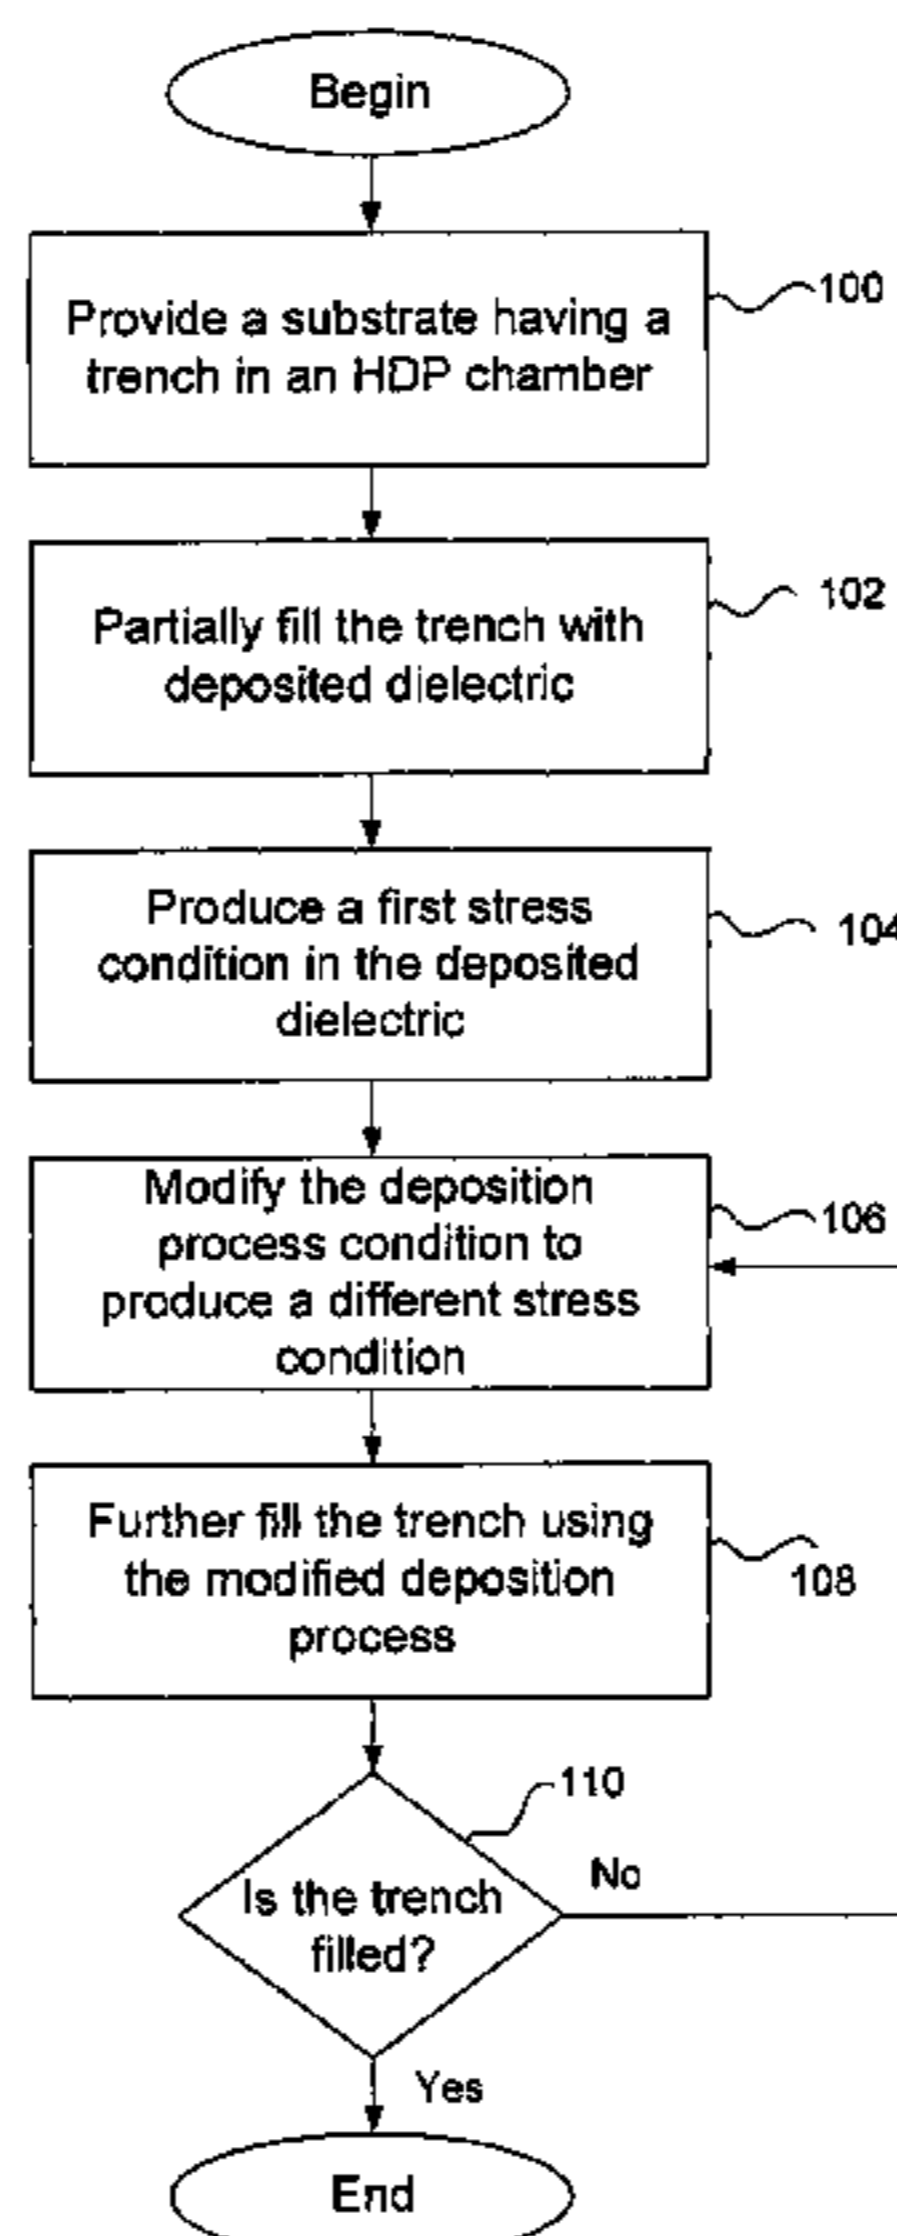 Begin
Provide a substrate having a
trench in an HDP chamber
100
Partially fill the trench with
deposited dielectric
102
Produce a first stress
condition in the deposited
dielectric
104
Modify the deposition
process condition to
produce a different stress
condition
106
Further fill the trench using
the modified deposition
process
108
110
Is the trench
filled?
No
Yes
End